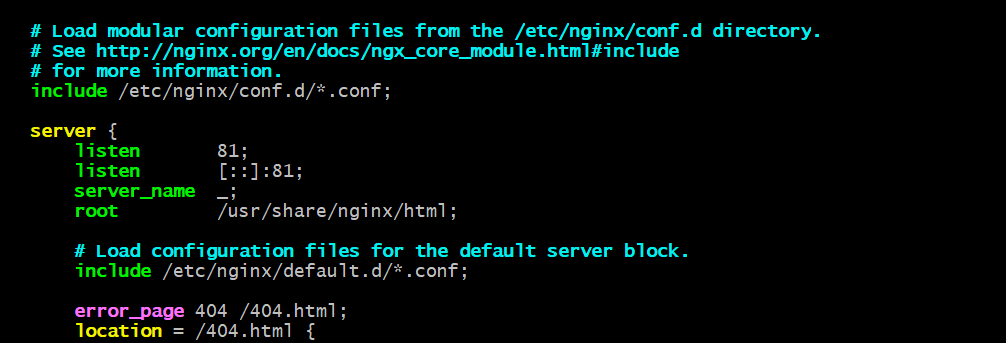 # Load modular configuration files from the /etc/nginx/conf.d directory.
# See http://nginx.org/en/docs/ngx_core_module.html#include
# for more information.
include /etc/nginx/conf.d/*.conf;
server {
listen 81;
listen [::]:81;
server_name _;
root /usr/share/nginx/html;
# Load configuration files for the default server block.
include /etc/nginx/default.d/*.conf;
error_page 404 /404.html;
location = /404.html {